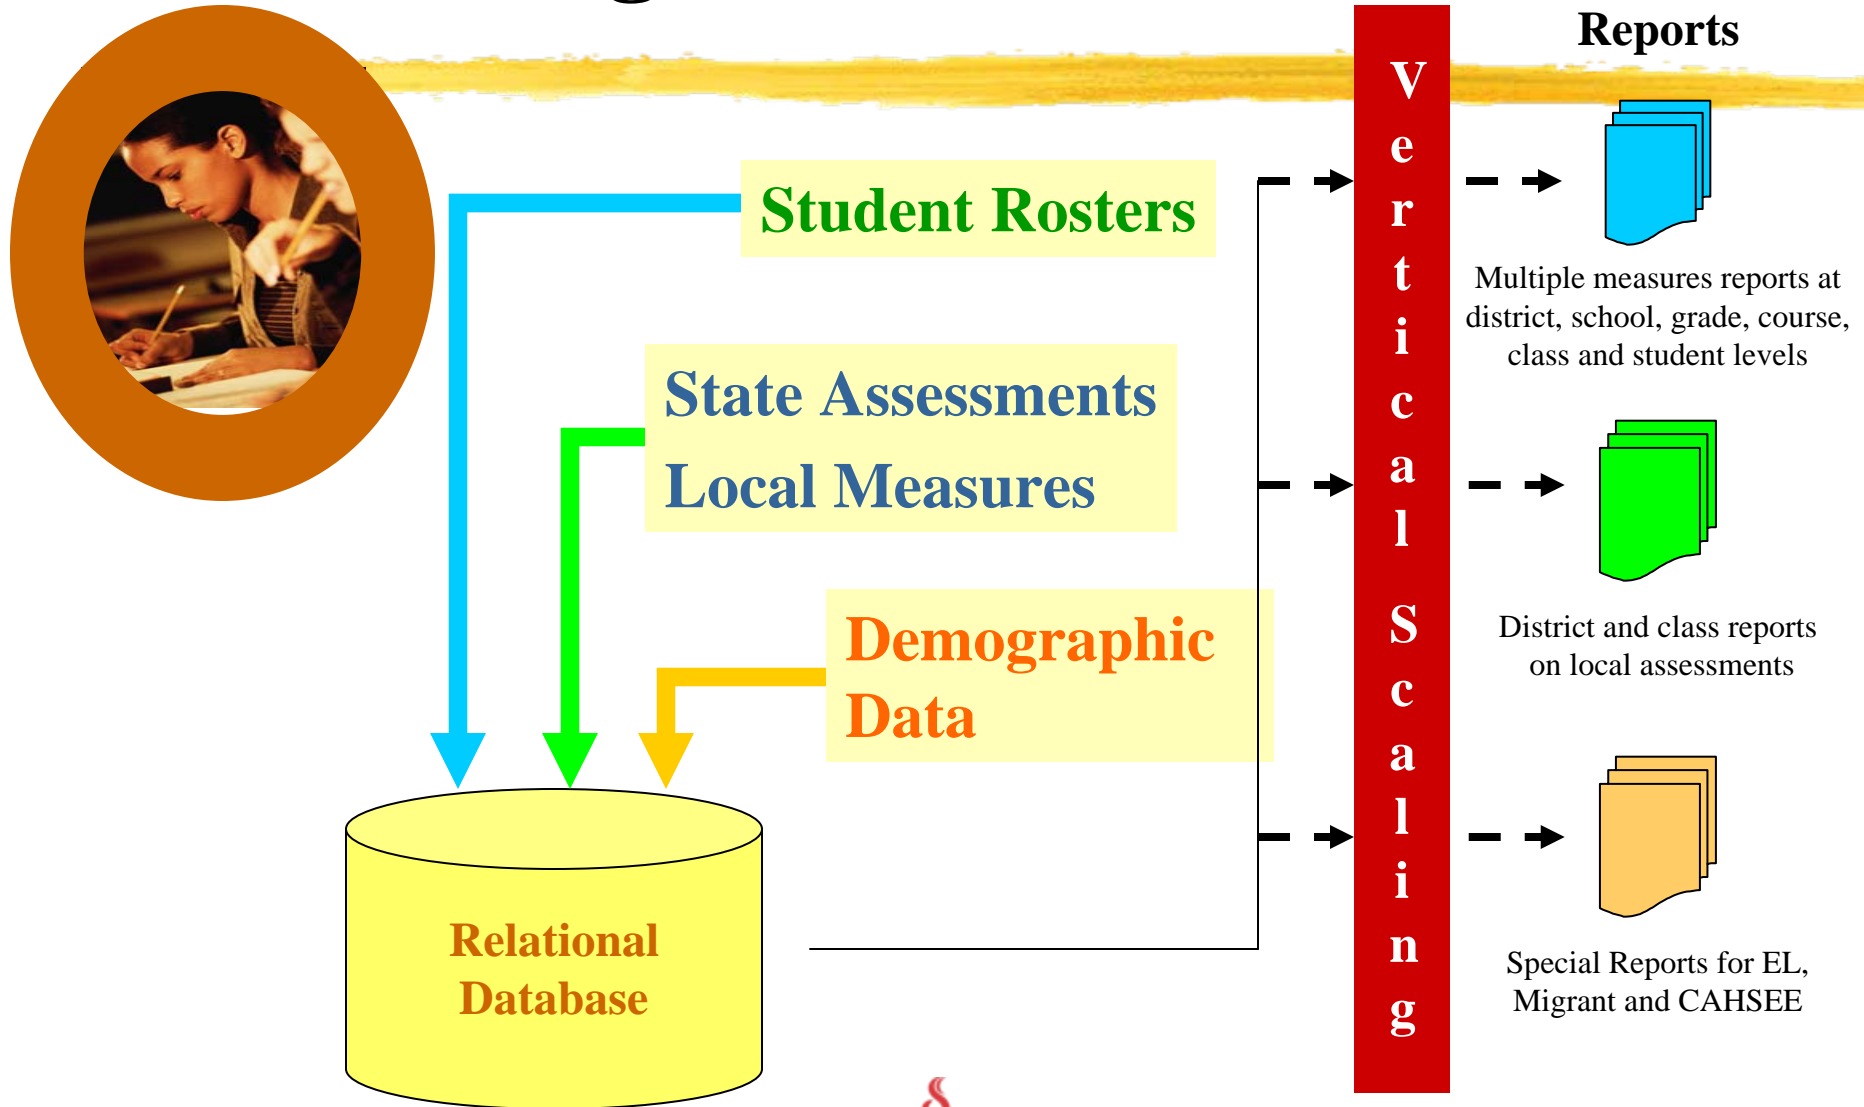 Reports
Student Rosters
State Assessments
Local Measures
Demographic
Data
Relational
Database
Vertical Scaling
Multiple measures reports at
district, school, grade, course,
class and student levels
District and class reports
on local assessments
Special Reports for EL,
Migrant and CAHSEE